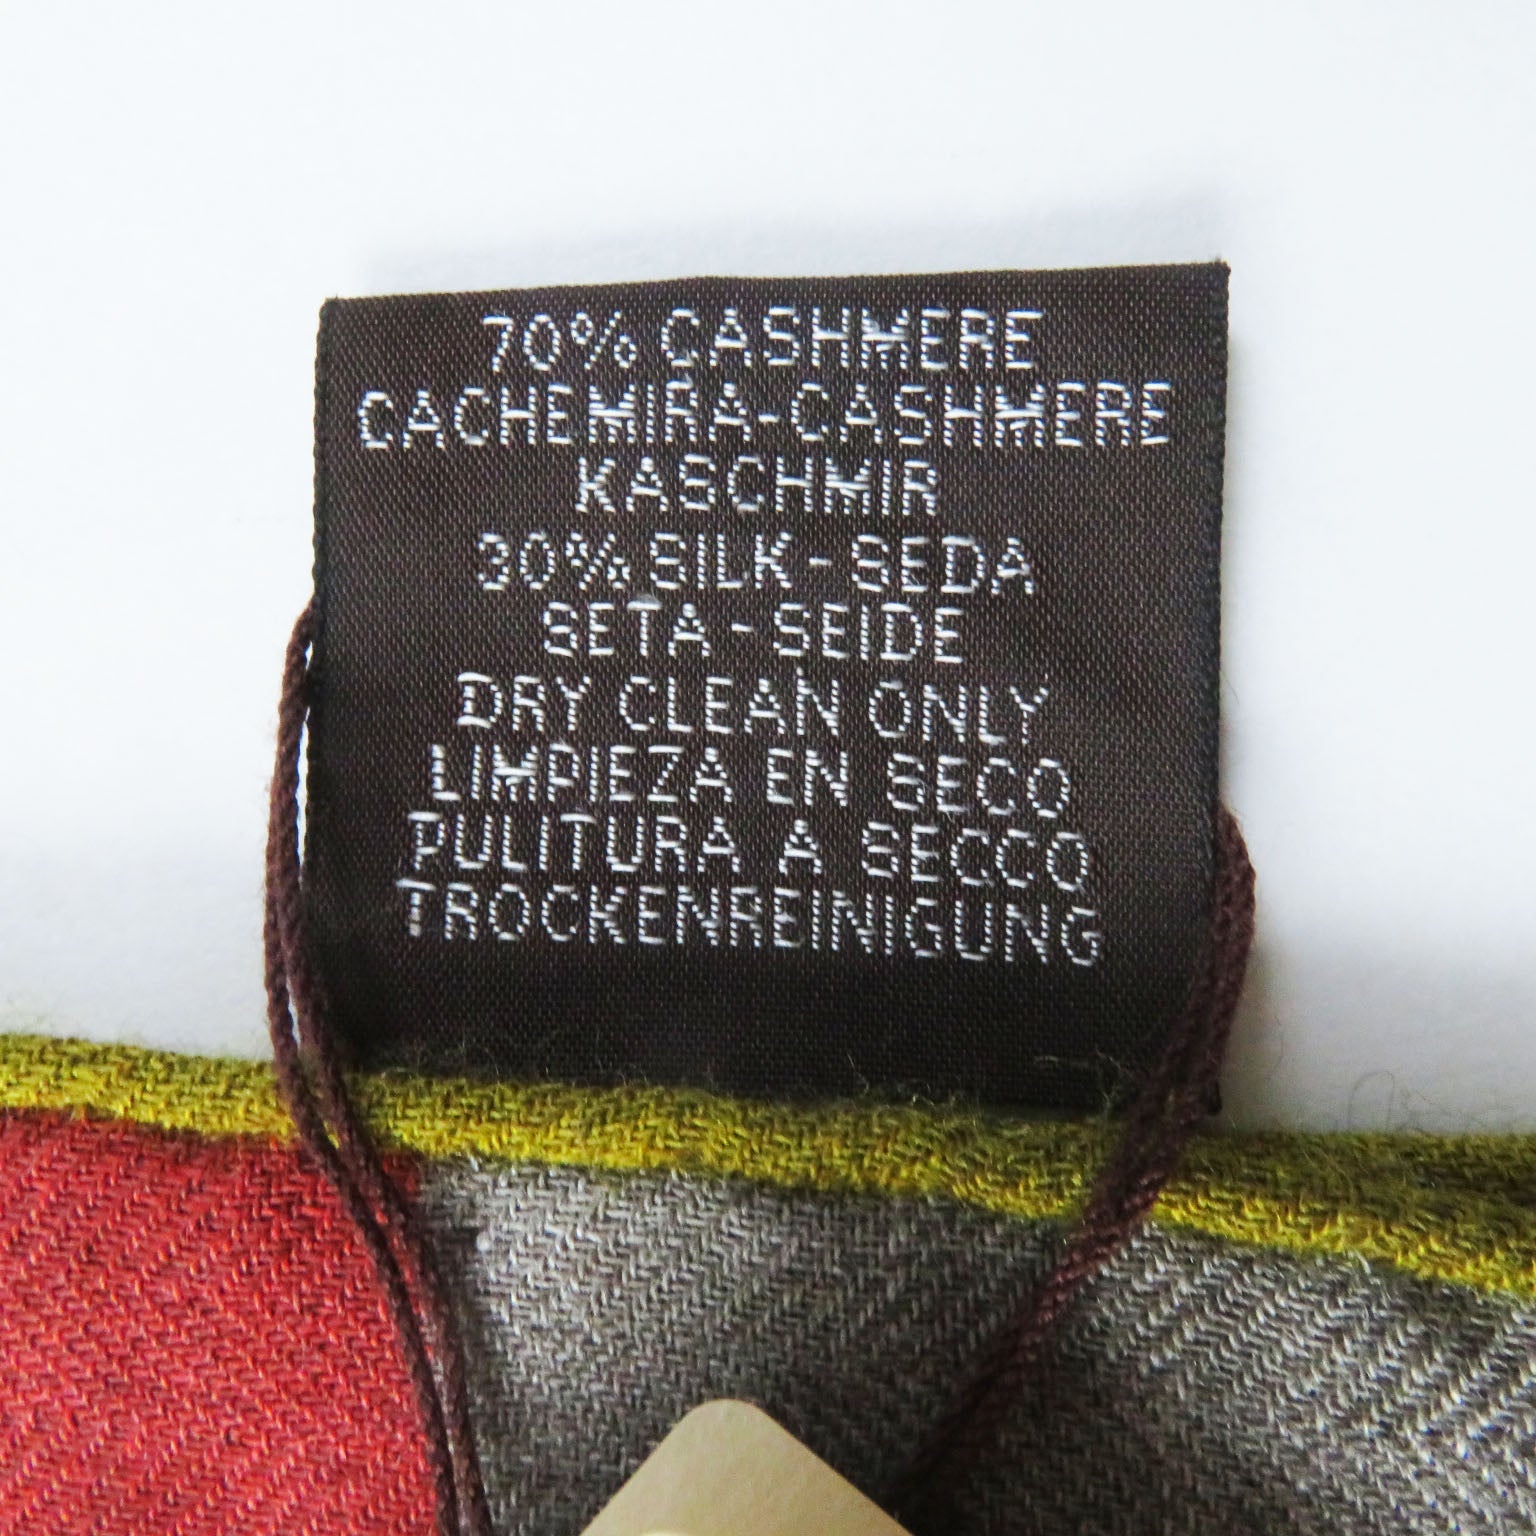 70% CASHMERE
CACHEMIRA-CASHMERE
KASCHMIR
30% SILK - SEDA
SETA - SEIDE
DRY CLEAN ONLY
LIMPIEZA EN SECO
PULITURA A SECCO
TROCKENREINIGUNG